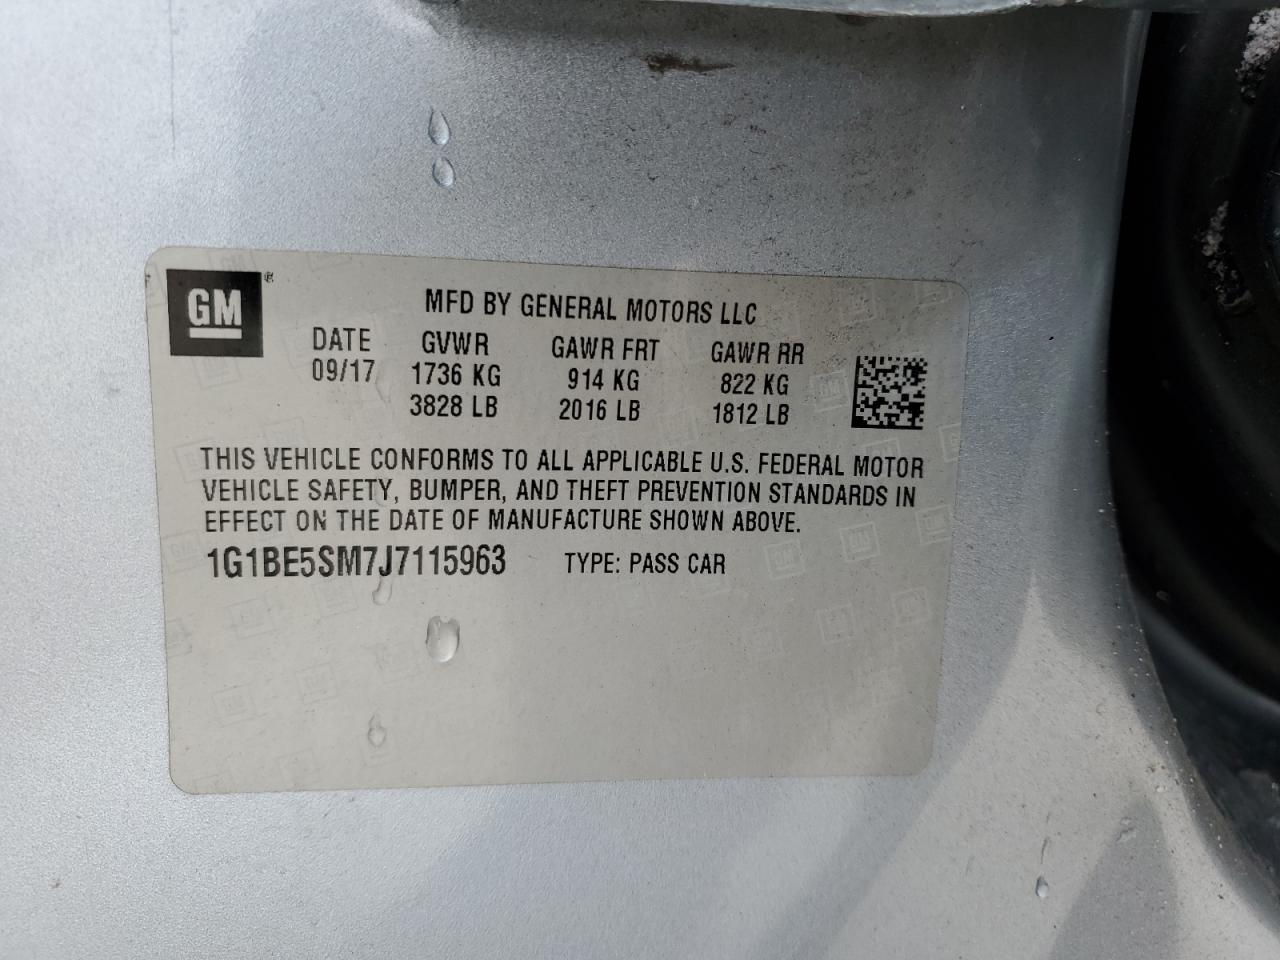 GM®
MFD BY GENERAL MOTORS LLC
DATE GVWR GAWR FRT GAWR RR
09/17 1736 KG 914 KG 822 KG
3828 LB 2016 LB 1812 LB
THIS VEHICLE CONFORMS TO ALL APPLICABLE U.S. FEDERAL MOTOR
VEHICLE SAFETY, BUMPER, AND THEFT PREVENTION STANDARDS IN
EFFECT ON THE DATE OF MANUFACTURE SHOWN ABOVE.
1G1BE5SM7J7115963 TYPE: PASS CAR